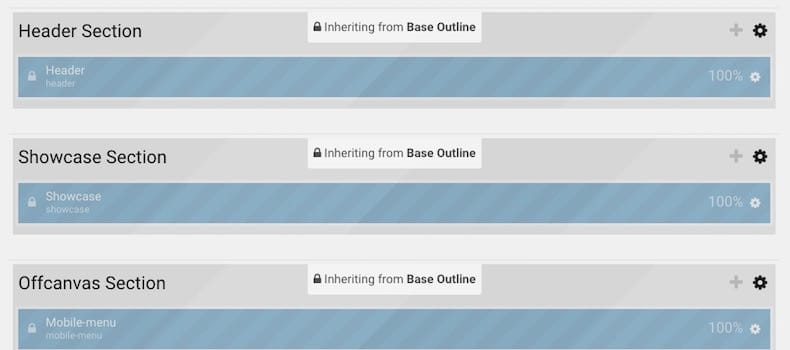 Header Section
Inheriting from Base Outline
Header
header
100%
Showcase Section
Inheriting from Base Outline
Showcase
showcase
100%
Offcanvas Section
Inheriting from Base Outline
Mobile-menu
mobile-menu
100%